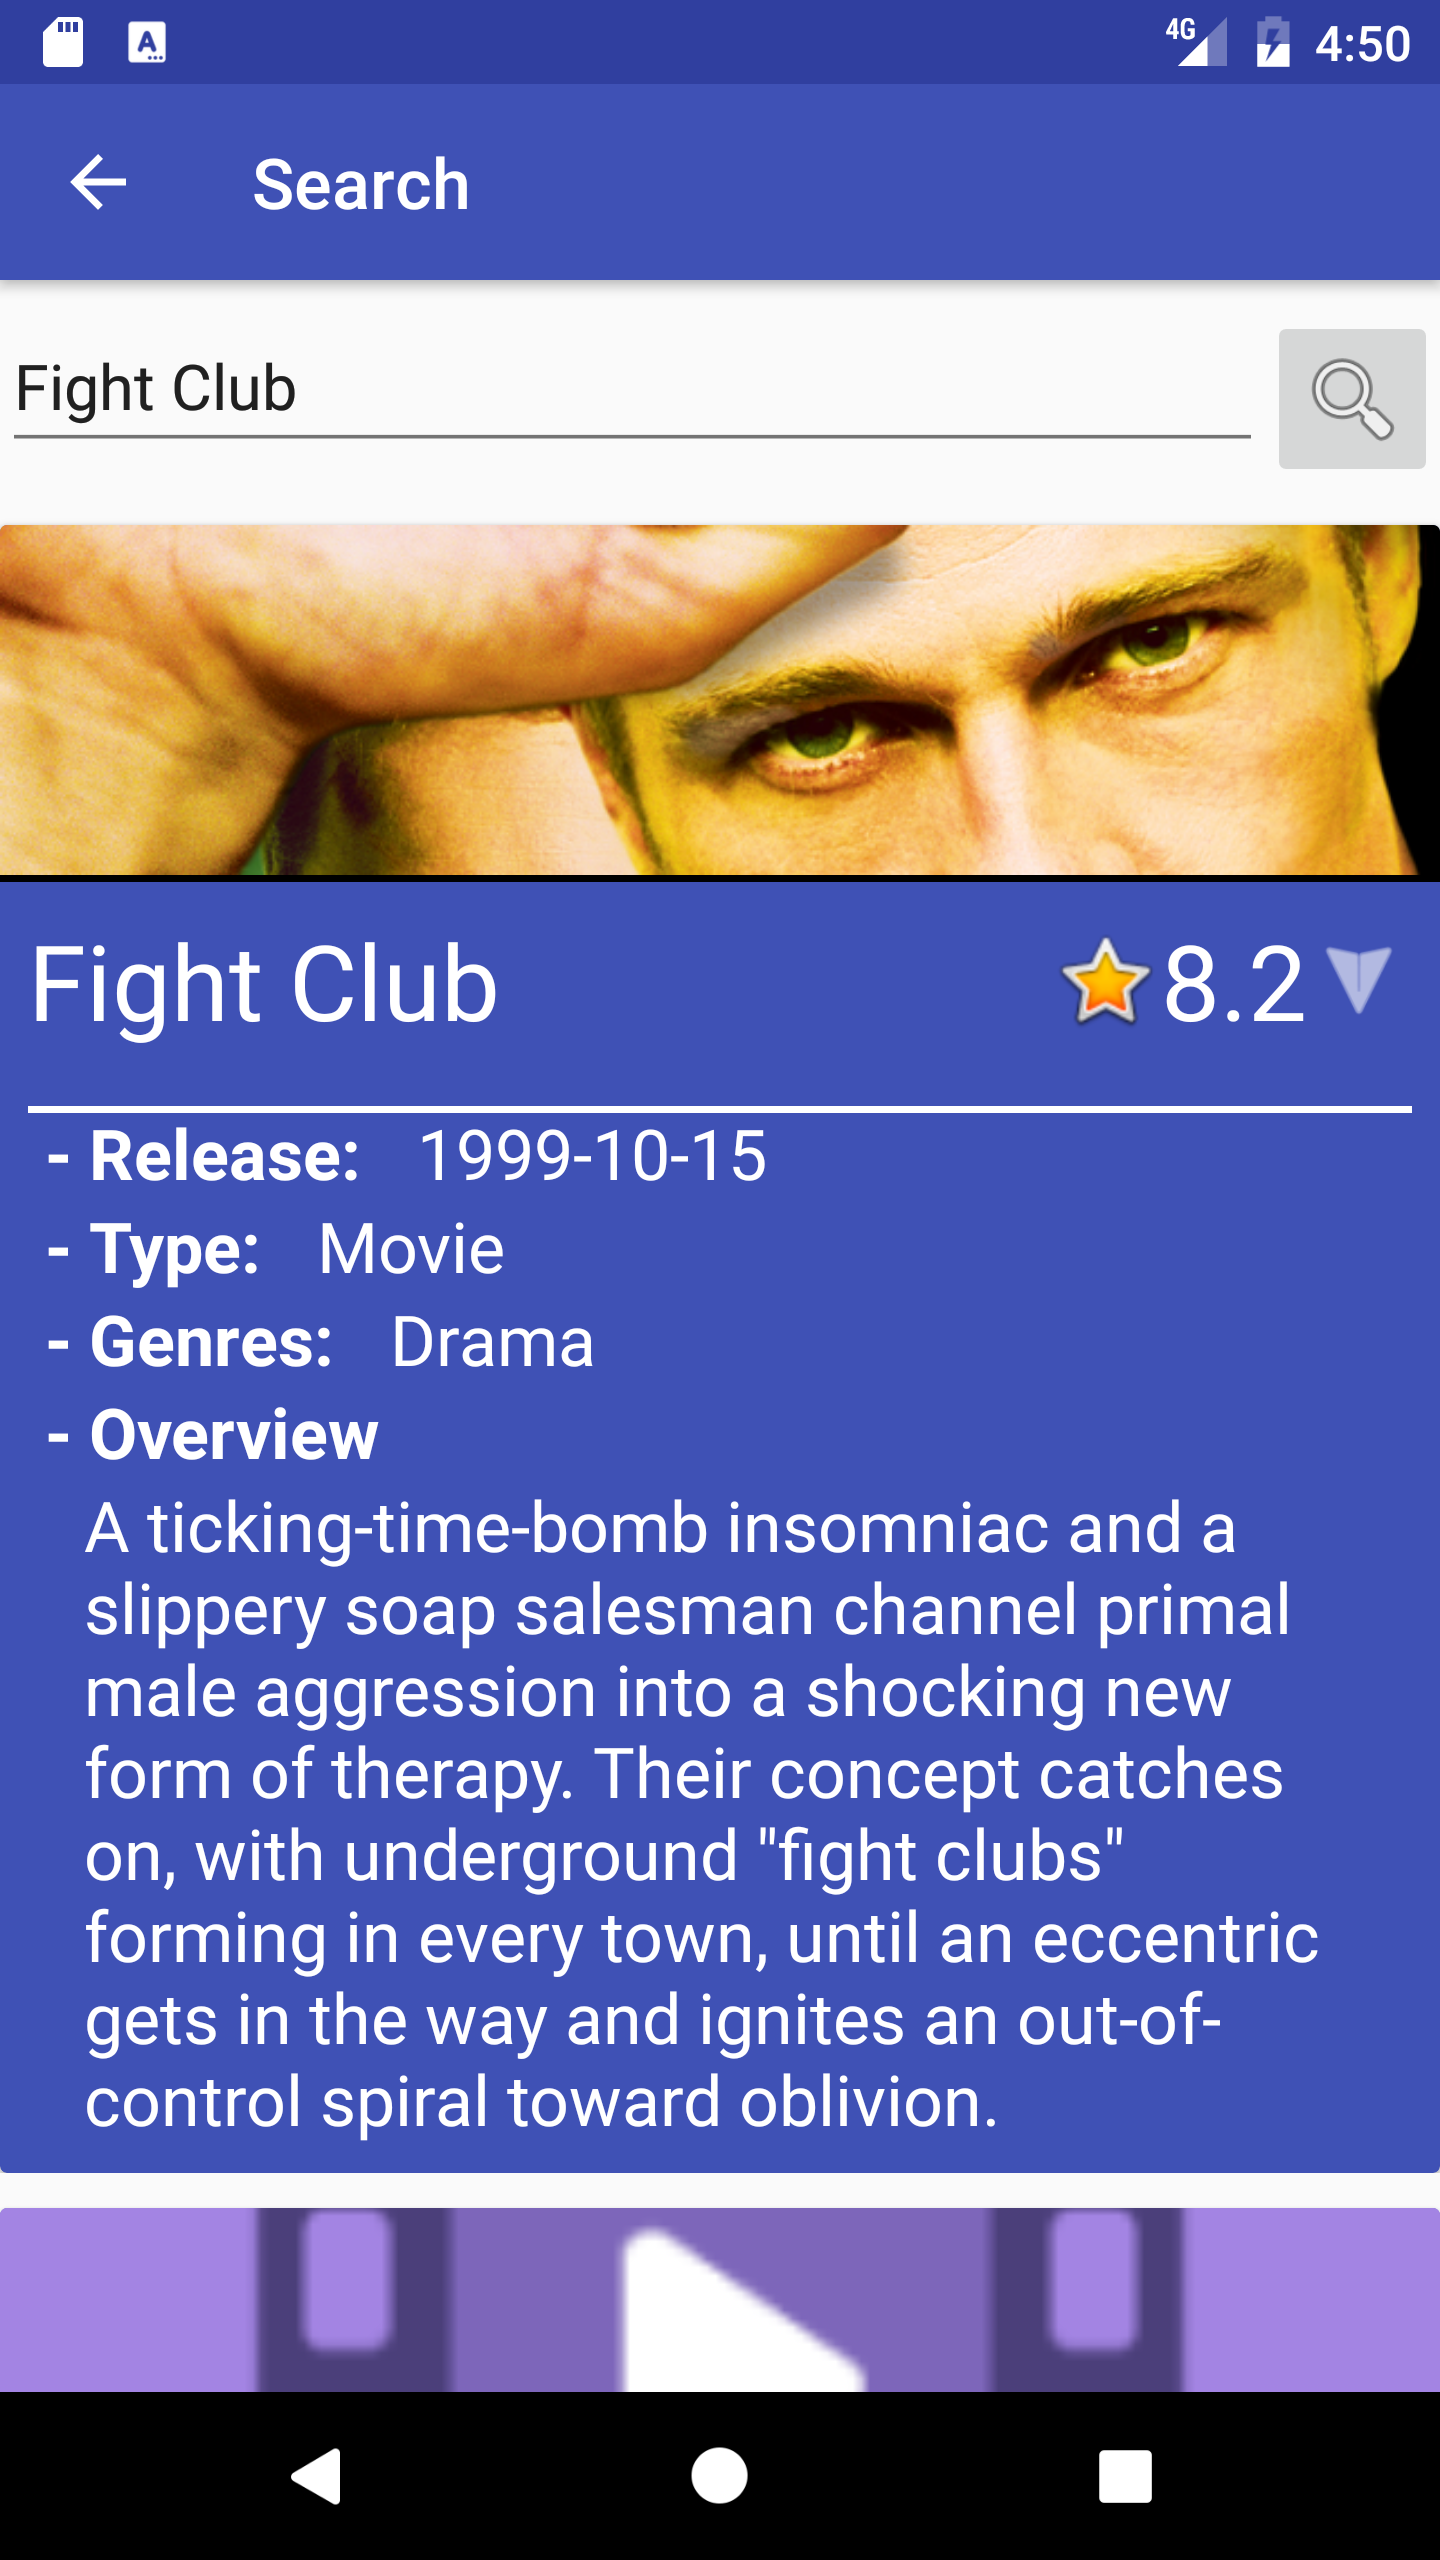 4G 4:50
Search
Fight Club
Fight Club 8.2
- Release: 1999-10-15
- Type: Movie
- Genres: Drama
- Overview
A ticking-time-bomb insomniac and a
slippery soap salesman channel primal
male aggression into a shocking new
form of therapy. Their concept catches
on, with underground "fight clubs"
forming in every town, until an eccentric
gets in the way and ignites an out-of-
control spiral toward oblivion.